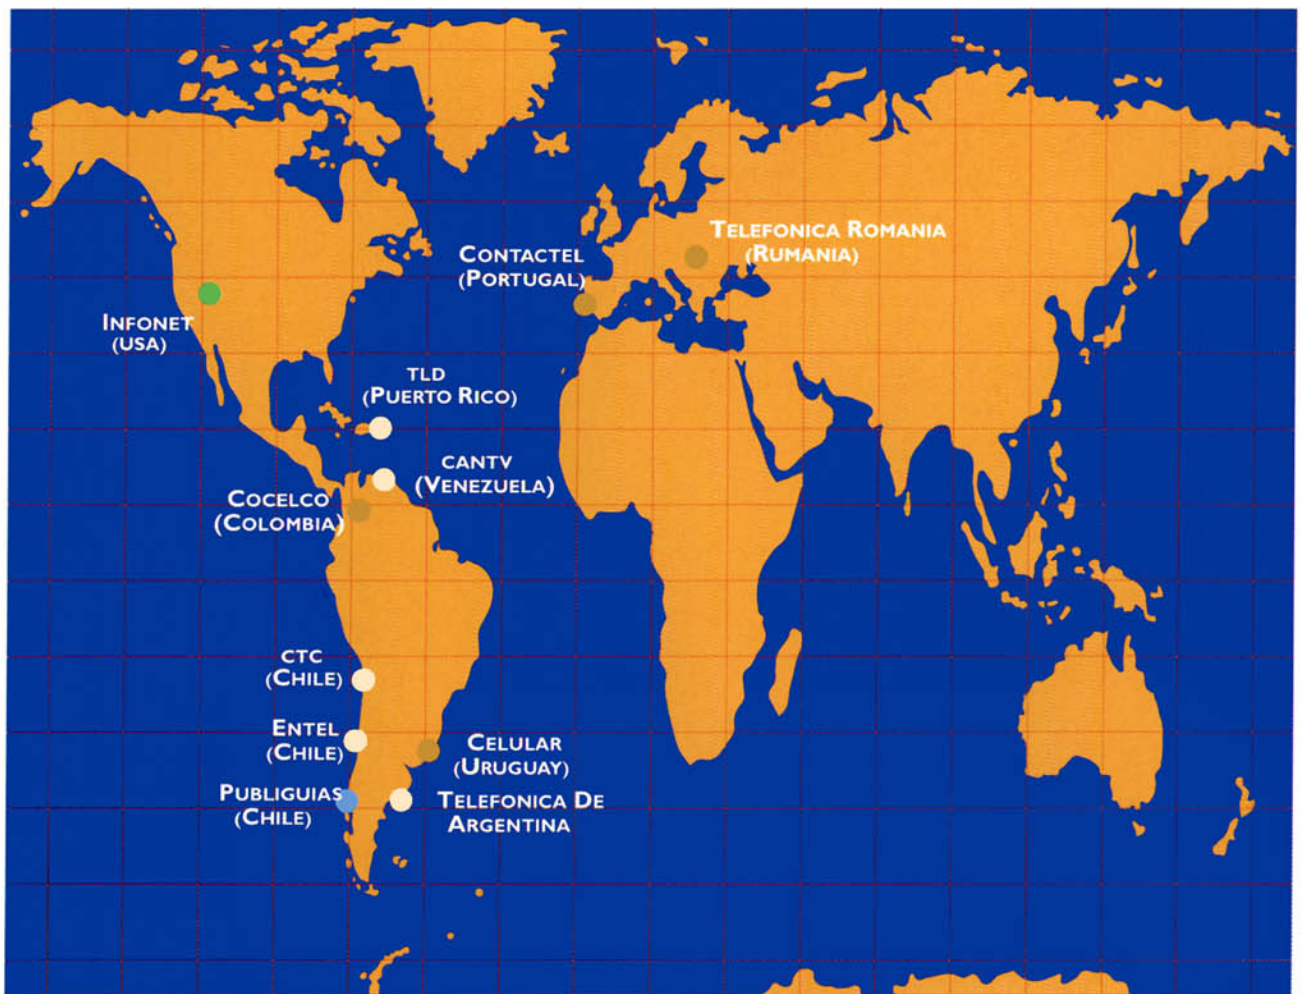 TELEFONICA ROMANIA
(RUMANIA)
CONTACTEL
(PORTUGAL)
INFONET
(USA)
TLD
(PUERTO RICO)
CANTV
(VENEZUELA)
COCELCO
(COLOMBIA)
CTC
(CHILE)
ENTEL
(CHILE)
CELULAR
(URUGUAY)
PUBLIGUIAS
(CHILE)
TELEFONICA DE
ARGENTINA